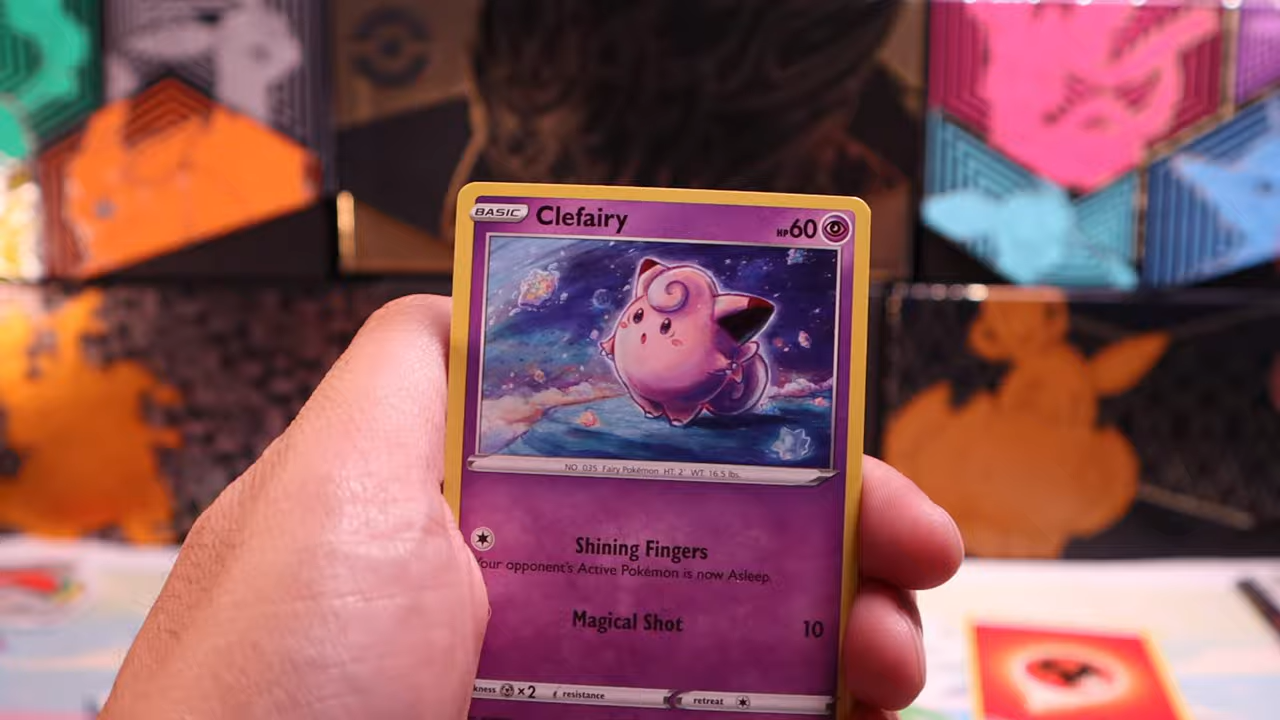 BASIC Clefairy HP60
NO. 035 Fairy Pokémon HT: 2' WT: 16.5 lbs.
Shining Fingers
Your opponent's Active Pokémon is now Asleep.
Magical Shot 10
kness ×2 resistance retreat